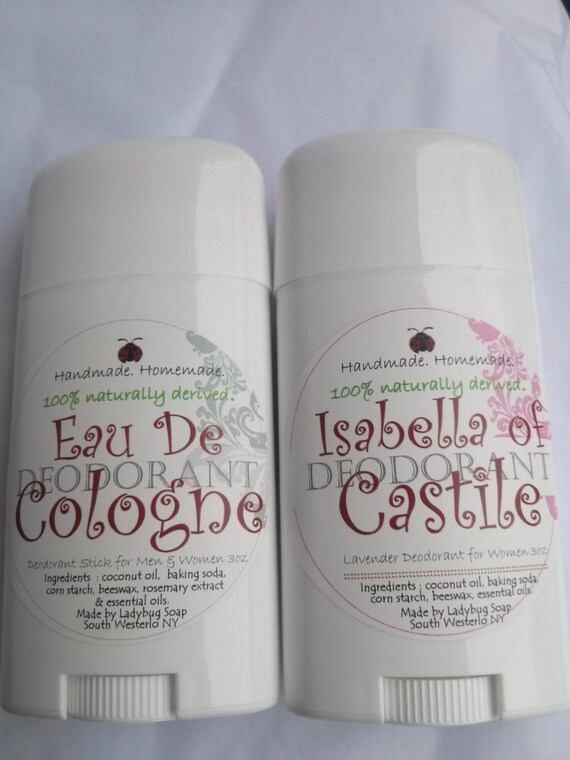 Handmade. Homemade.
100% naturally derived.
Eau De
DEODORANT
Cologne
Deodorant Stick for Men & Women 3oz
Ingredients : coconut oil, baking soda,
corn starch, beeswax, rosemary extract
& essential oils.
Made by Ladybug Soap
South Westerlo NY
Handmade. Homemade.
100% naturally derived.
Isabella of
DEODORANT
Castile
Lavender Deodorant for Women 3oz
Ingredients : coconut oil, baking soda,
corn starch, beeswax, essential oils.
Made by Ladybug Soap
South Westerlo NY